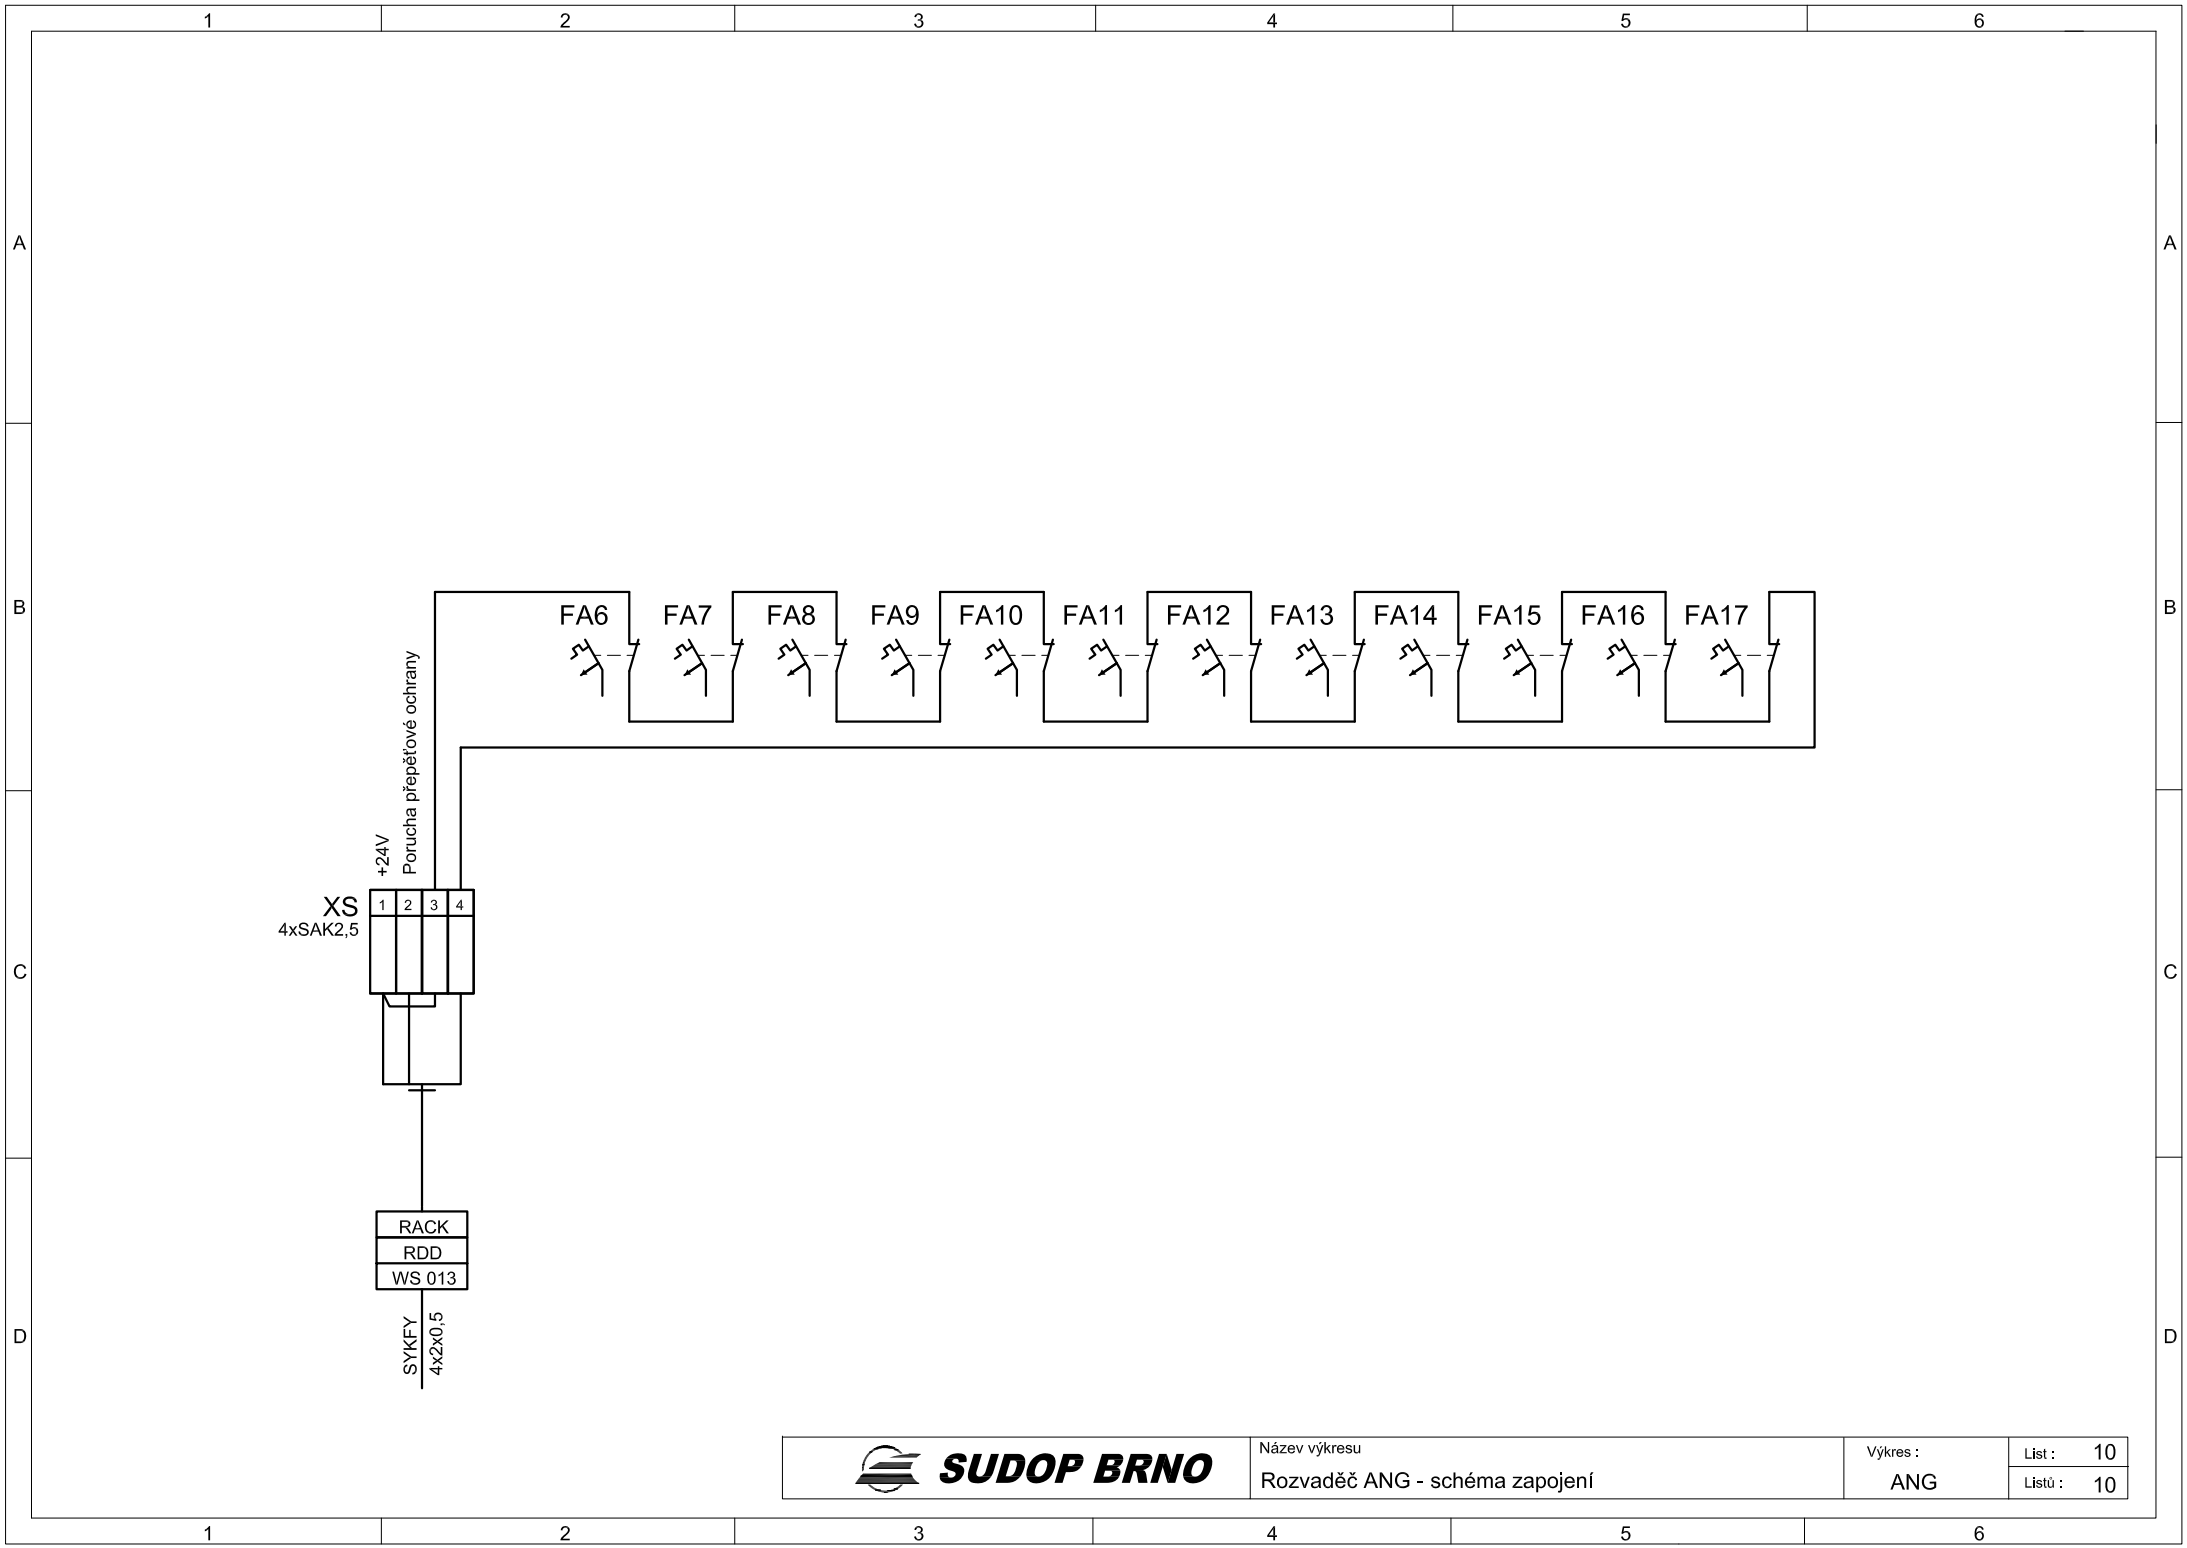 1 2 3 4 5 6
A A
B B
FA6 FA7 FA8 FA9 FA10 FA11 FA12 FA13 FA14 FA15 FA16 FA17
+24V
Porucha přepěťové ochrany
XS
4xSAK2,5
1 2 3 4
C C
RACK
RDD
WS 013
SYKFY
4x2x0,5
D D
SUDOP BRNO
Název výkresu
Rozvaděč ANG - schéma zapojení
Výkres :
ANG
List : 10
Listů : 10
1 2 3 4 5 6